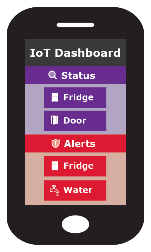 IoT Dashboard
Status
Fridge
Door
Alerts
Fridge
Water